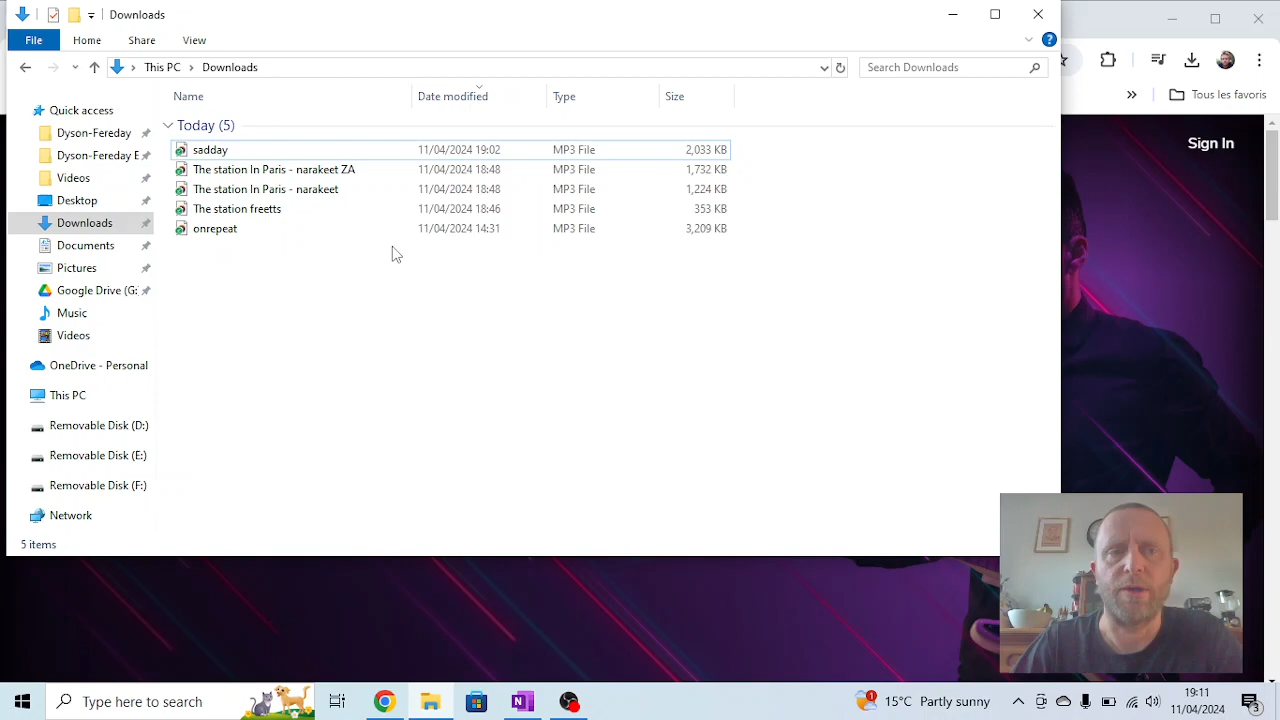 Downloads
File Home Share View
This PC Downloads
Search Downloads
Name Date modified Type Size
Today (5)
sadday 11/04/2024 19:02 MP3 File 2,033 KB
The station In Paris - narakeet ZA 11/04/2024 18:48 MP3 File 1,732 KB
The station In Paris - narakeet 11/04/2024 18:48 MP3 File 1,224 KB
The station freetts 11/04/2024 18:46 MP3 File 353 KB
onrepeat 11/04/2024 14:31 MP3 File 3,209 KB
Quick access
Dyson-Fereday
Dyson-Fereday E
Videos
Desktop
Downloads
Documents
Pictures
Google Drive (G:
Music
Videos
OneDrive - Personal
This PC
Removable Disk (D:)
Removable Disk (E:)
Removable Disk (F:)
Network
5 items
Tous les favoris
Sign In
Type here to search
N
1
15°C Partly sunny
19:11
11/04/2024
3